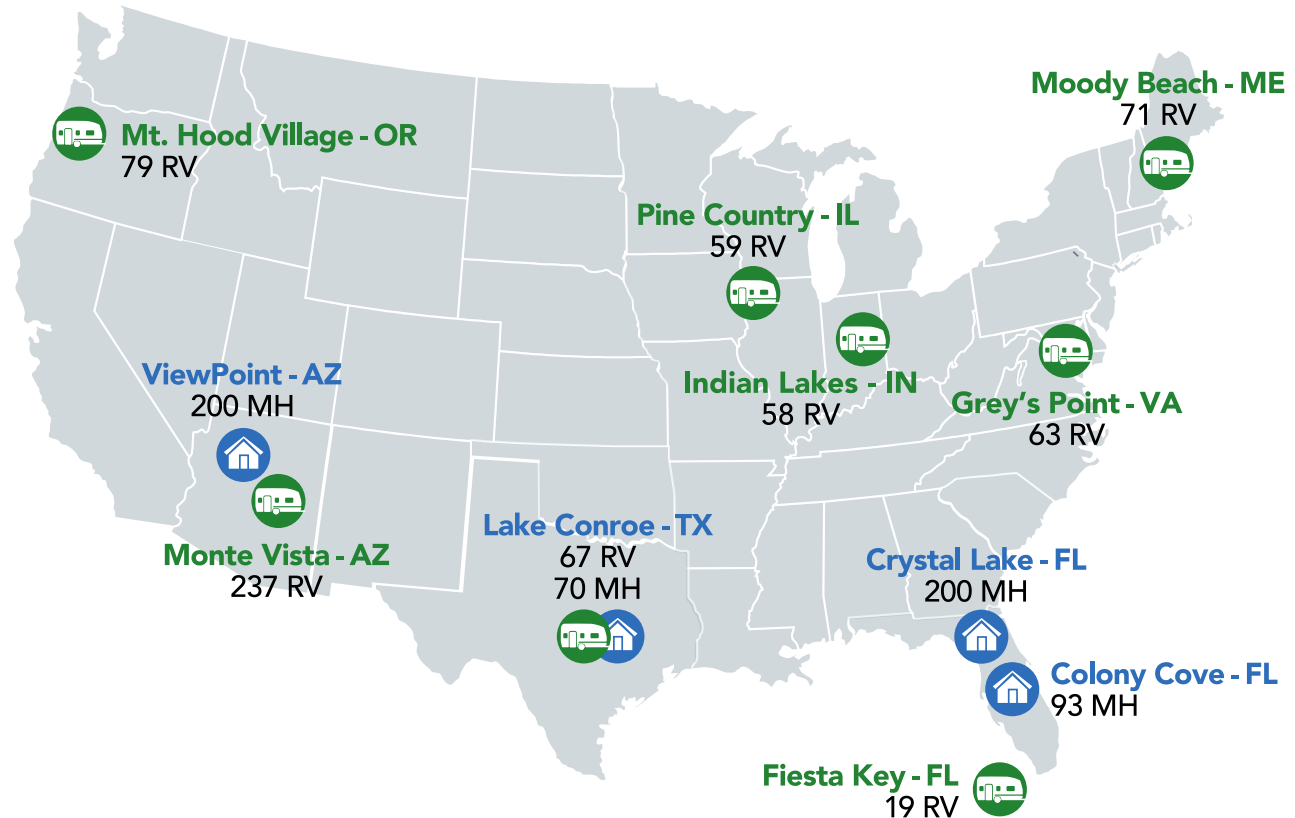 Moody Beach - ME
71 RV
Mt. Hood Village - OR
79 RV
Pine Country - IL
59 RV
ViewPoint - AZ
200 MH
Indian Lakes - IN
58 RV
Grey's Point - VA
63 RV
Monte Vista - AZ
237 RV
Lake Conroe - TX
67 RV
70 MH
Crystal Lake - FL
200 MH
Colony Cove - FL
93 MH
Fiesta Key - FL
19 RV